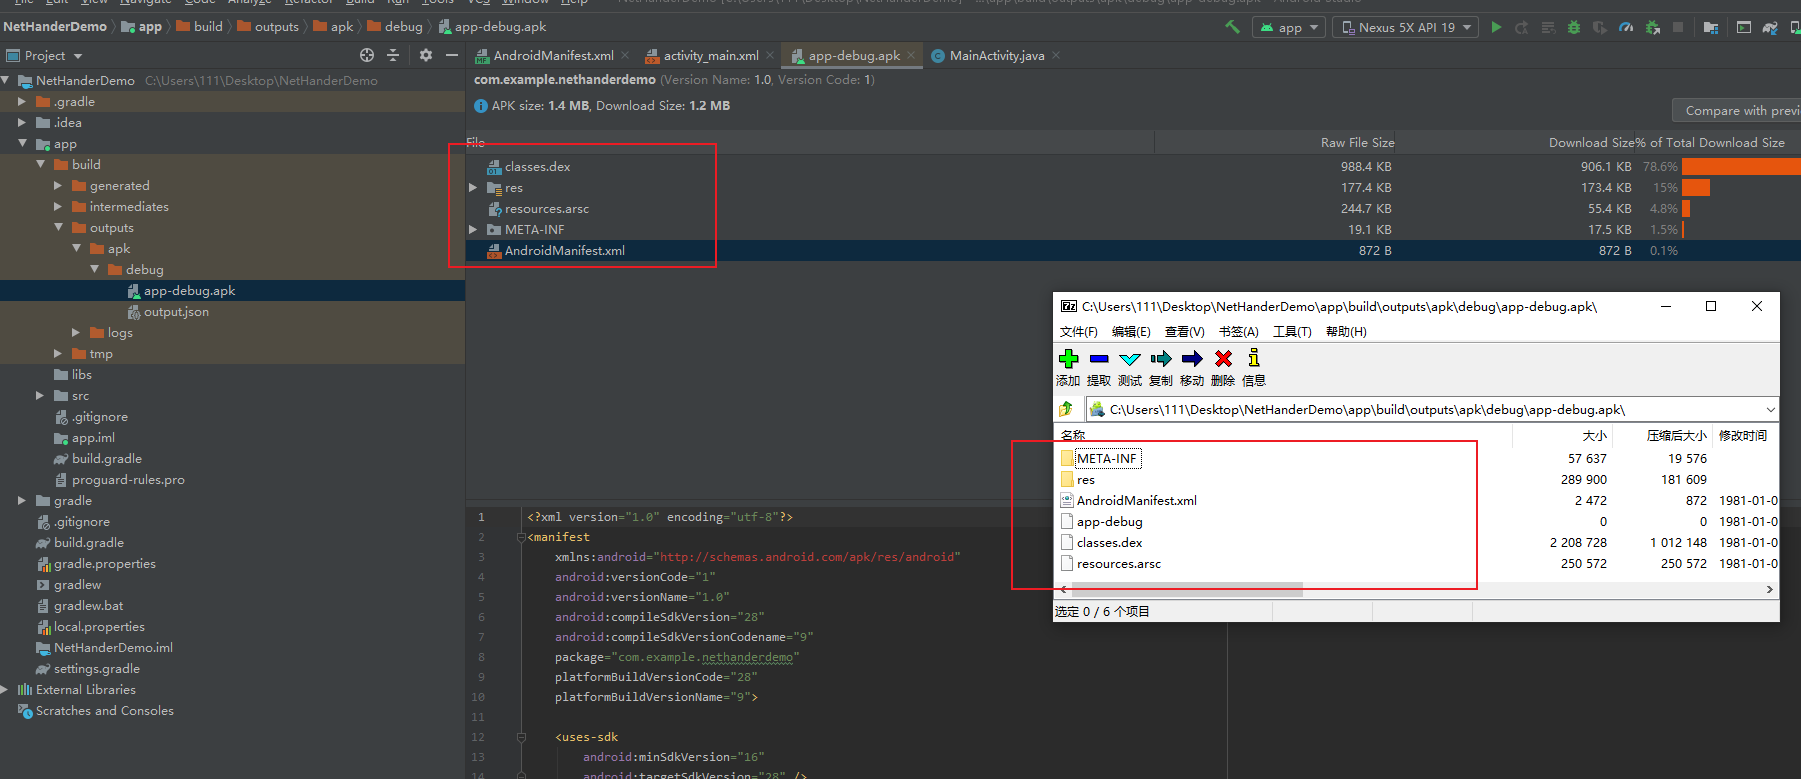 File Edit View Navigate Code Analyze Refactor Build Run Tools VCS Window Help
NetHanderDemo app build outputs apk debug app-debug.apk
app Nexus 5X API 19
Project
AndroidManifest.xml activity_main.xml app-debug.apk MainActivity.java
NetHanderDemo C:\Users\111\Desktop\NetHanderDemo
.gradle
.idea
app
build
generated
intermediates
outputs
apk
debug
app-debug.apk
output.json
logs
tmp
libs
src
.gitignore
app.iml
build.gradle
proguard-rules.pro
gradle
.gitignore
build.gradle
gradle.properties
gradlew
gradlew.bat
local.properties
NetHanderDemo.iml
settings.gradle
External Libraries
Scratches and Consoles
com.example.nethanderdemo (Version Name: 1.0, Version Code: 1)
APK size: 1.4 MB, Download Size: 1.2 MB
Compare with previ
File Raw File Size Download Size % of Total Download Size
classes.dex 988.4 KB 906.1 KB 78.6%
res 177.4 KB 173.4 KB 15%
resources.arsc 244.7 KB 55.4 KB 4.8%
META-INF 19.1 KB 17.5 KB 1.5%
AndroidManifest.xml 872 B 872 B 0.1%
1 <?xml version="1.0" encoding="utf-8"?>
2 <manifest
3 xmlns:android="http://schemas.android.com/apk/res/android"
4 android:versionCode="1"
5 android:versionName="1.0"
6 android:compileSdkVersion="28"
7 android:compileSdkVersionCodename="9"
8 package="com.example.nethanderdemo"
9 platformBuildVersionCode="28"
10 platformBuildVersionName="9">
11
12 <uses-sdk
13 android:minSdkVersion="16"
14 android:targetSdkVersion="28" />
C:\Users\111\Desktop\NetHanderDemo\app\build\outputs\apk\debug\app-debug.apk\
文件(F) 编辑(E) 查看(V) 书签(A) 工具(T) 帮助(H)
添加 提取 测试 复制 移动 删除 信息
C:\Users\111\Desktop\NetHanderDemo\app\build\outputs\apk\debug\app-debug.apk\
名称 大小 压缩后大小 修改时间
META-INF 57 637 19 576
res 289 900 181 609
AndroidManifest.xml 2 472 872 1981-01-0
app-debug 0 0 1981-01-0
classes.dex 2 208 728 1 012 148 1981-01-0
resources.arsc 250 572 250 572 1981-01-0
选定 0 / 6 个项目